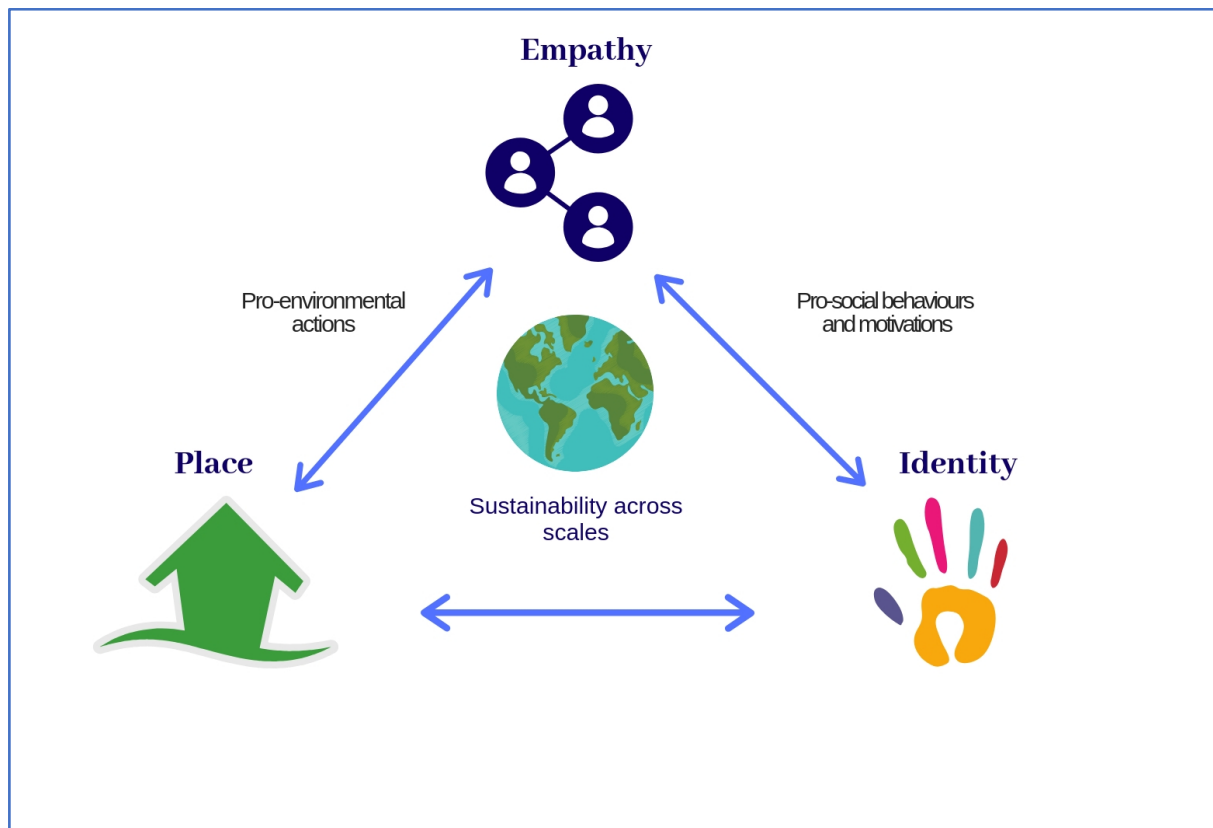 Empathy
Pro-environmental
actions
Pro-social behaviours
and motivations
Place
Identity
Sustainability across
scales